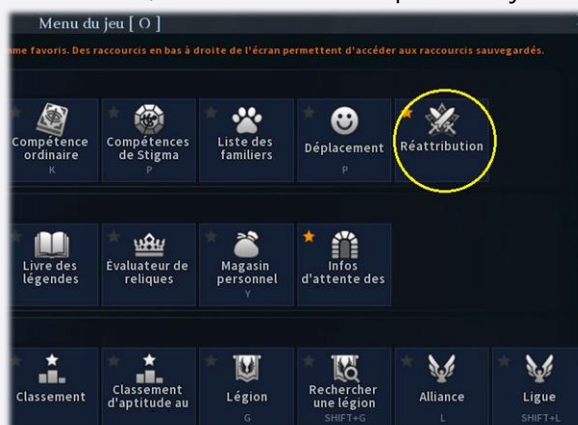 Menu du jeu [ O ]
me favoris. Des raccourcis en bas à droite de l'écran permettent d'accéder aux raccourcis sauvegardés.
Compétence ordinaire
K
Compétences de Stigma
P
Liste des familiers
Déplacement
P
Réattribution
Livre des légendes
Évaluateur de reliques
Magasin personnel
Y
Infos d'attente des
Classement
Classement d'aptitude au
Légion
G
Rechercher une légion
SHIFT+G
Alliance
L
Ligue
SHIFT+L